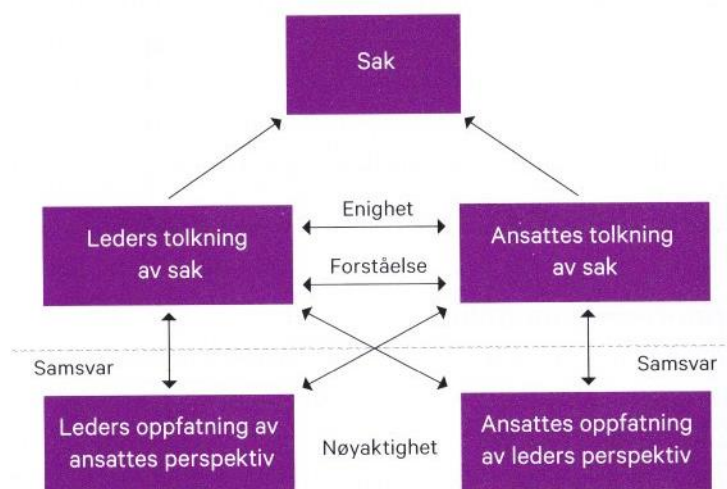 Sak
Enighet
Leders tolkning
av sak
Ansattes tolkning
av sak
Forståelse
Samsvar
Samsvar
Leders oppfatning av
ansattes perspektiv
Nøyaktighet
Ansattes oppfatning
av leders perspektiv